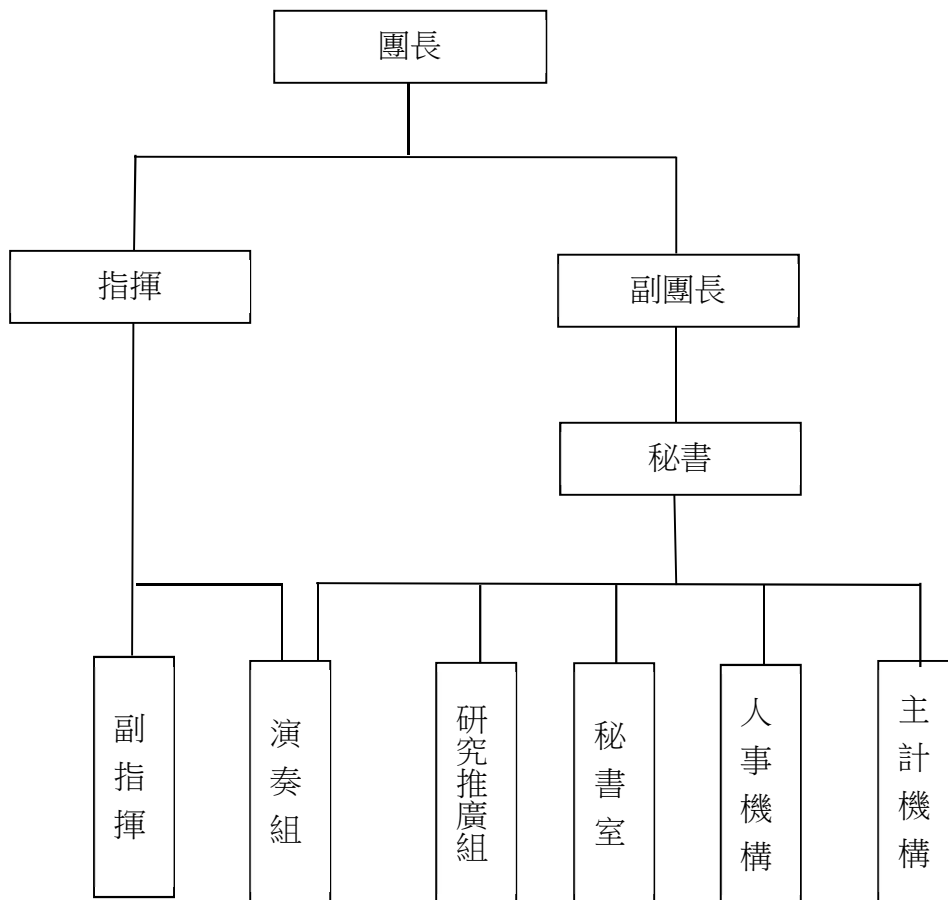 團長
指揮
副團長
秘書
副指揮
演奏組
研究推廣組
秘書室
人事機構
主計機構